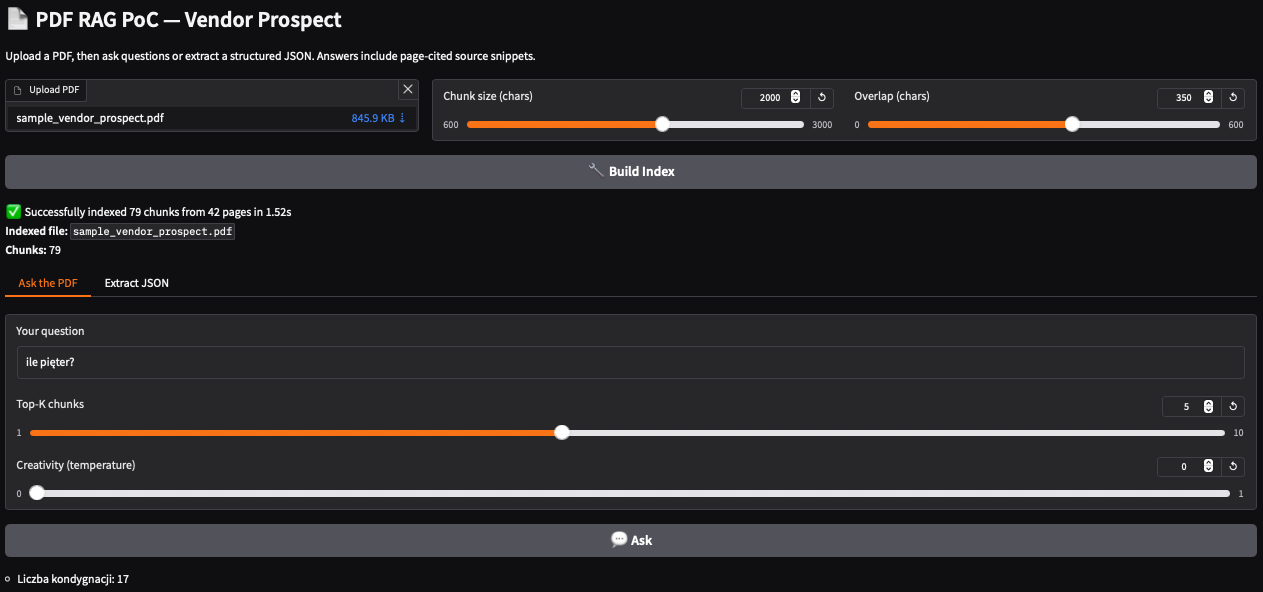 📄 PDF RAG PoC — Vendor Prospect
Upload a PDF, then ask questions or extract a structured JSON. Answers include page-cited source snippets.
Upload PDF
sample_vendor_prospect.pdf 845.9 KB ↓
Chunk size (chars) 2000
600 3000
Overlap (chars) 350
0 600
🔧 Build Index
✅ Successfully indexed 79 chunks from 42 pages in 1.52s
Indexed file: sample_vendor_prospect.pdf
Chunks: 79
Ask the PDF Extract JSON
Your question
ile pięter?
Top-K chunks 5
1 10
Creativity (temperature) 0
0 1
💬 Ask
Liczba kondygnacji: 17